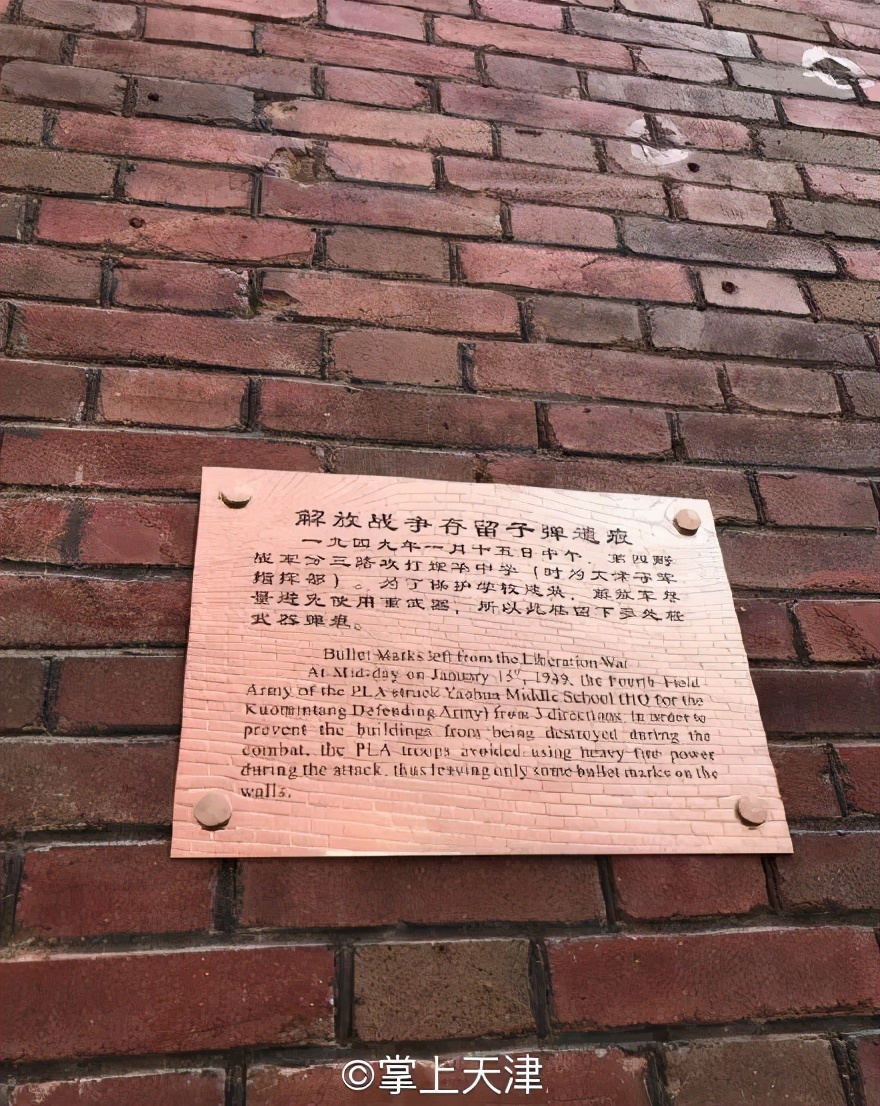 解放战争存留子弹遗痕
一九四九年一月十五日中午，第四野
战军分三路攻打耀华中学（时为天津守军
指挥部）。为了保护学校建筑，解放军尽
量避免使用重武器，所以此墙留下多处轻
武器弹痕。
Bullet Marks left from the Liberation War
At Mid-day on January 15th, 1949, the Fourth Field
Army of the PLA struck Yaohua Middle School (HQ for the
Kuomintang Defending Army) from 3 directions. In order to
prevent the buildings from being destroyed during the
combat, the PLA troops avoided using heavy fire power
during the attack, thus leaving only some bullet marks on the
walls.
©掌上天津